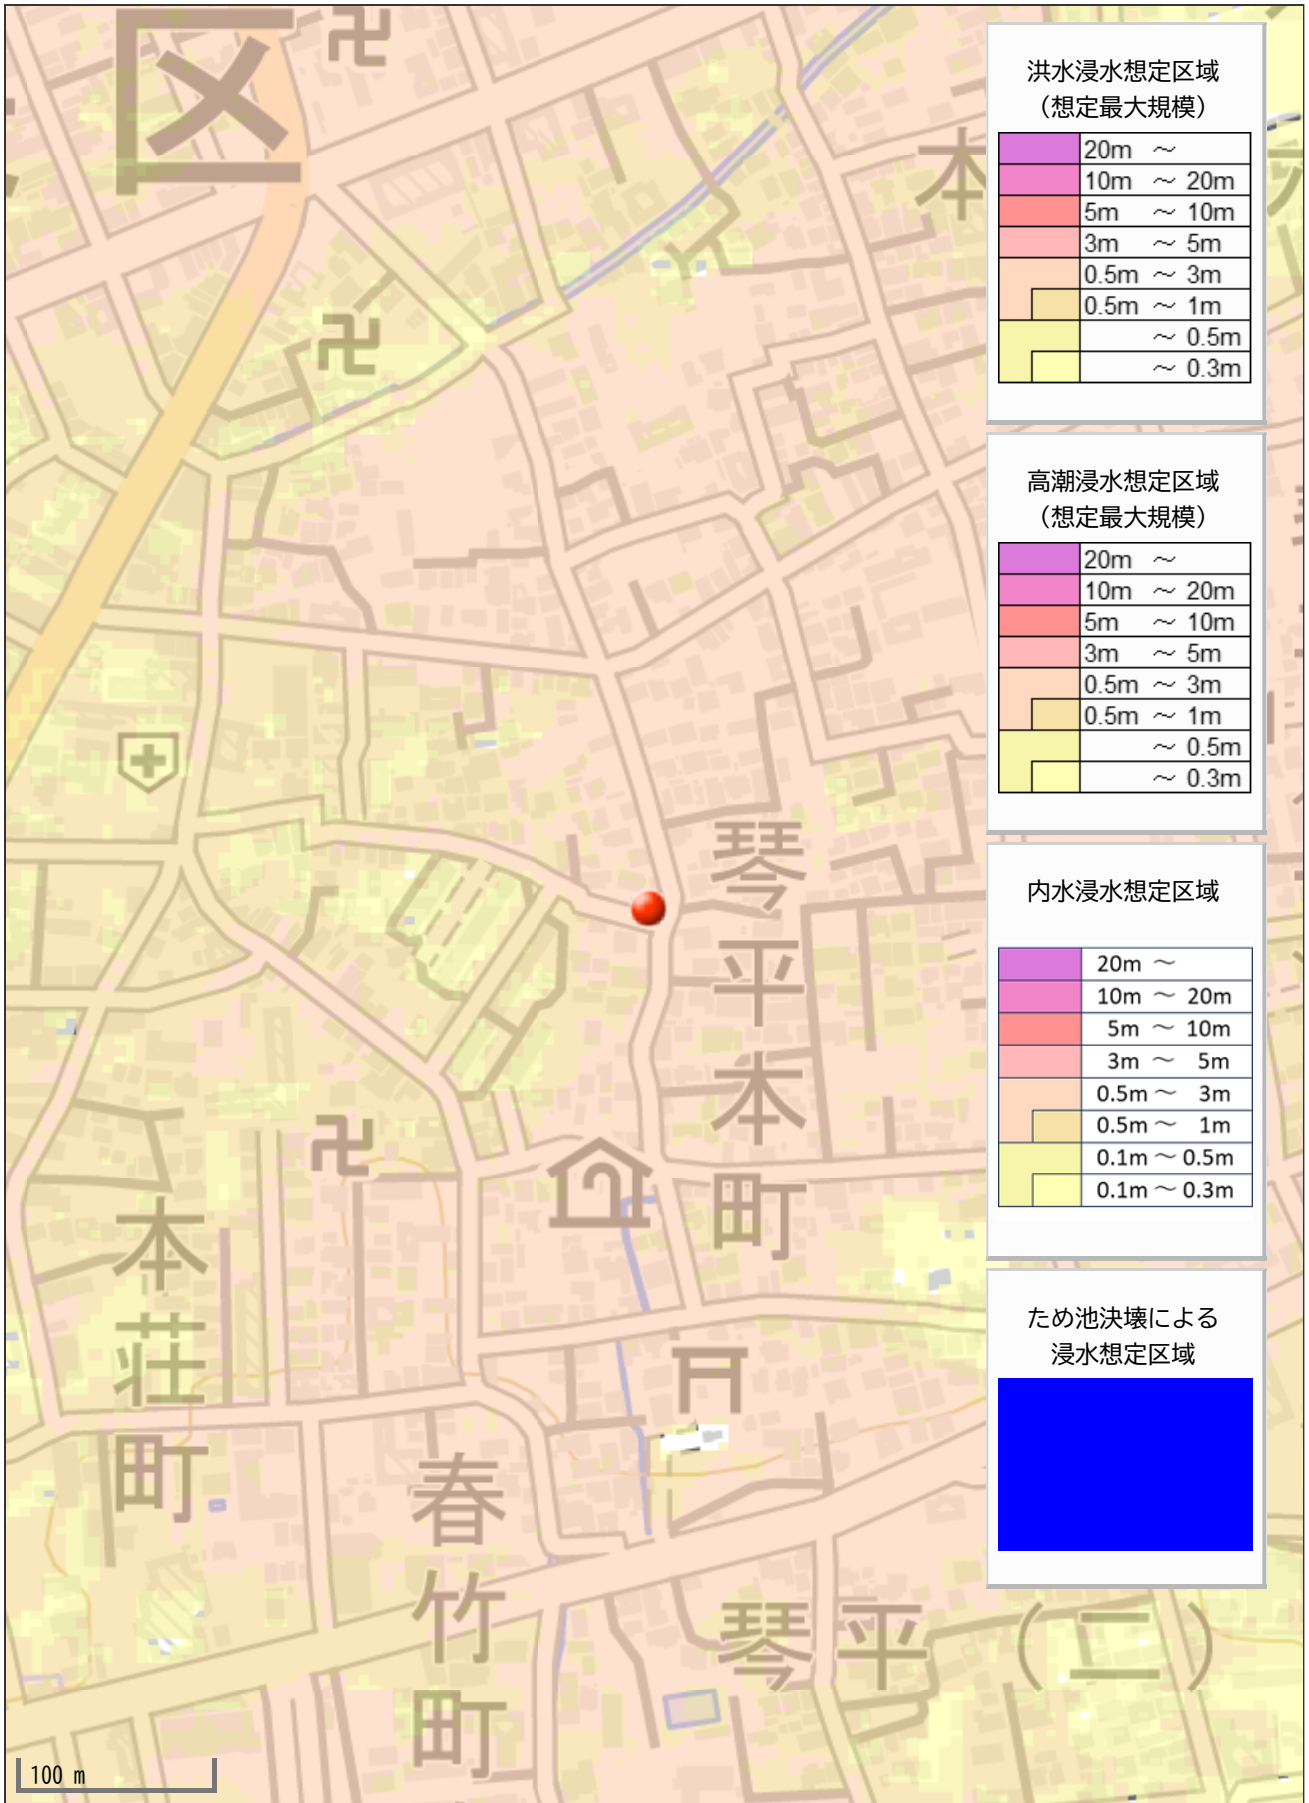 区
本
洪水浸水想定区域
（想定最大規模）
20m ～
10m ～ 20m
5m ～ 10m
3m ～ 5m
0.5m ～ 3m
0.5m ～ 1m
～ 0.5m
～ 0.3m
高潮浸水想定区域
（想定最大規模）
20m ～
10m ～ 20m
5m ～ 10m
3m ～ 5m
0.5m ～ 3m
0.5m ～ 1m
～ 0.5m
～ 0.3m
内水浸水想定区域
20m ～
10m ～ 20m
5m ～ 10m
3m ～ 5m
0.5m ～ 3m
0.5m ～ 1m
0.1m ～ 0.5m
0.1m ～ 0.3m
ため池決壊による
浸水想定区域
琴平本町
本荘町
春竹町
琴平（二）
100 m